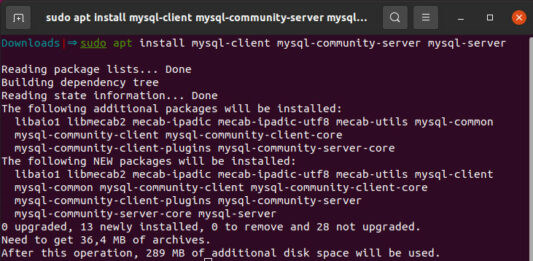 sudo apt install mysql-client mysql-community-server mysql...
Downloads|⇒ sudo apt install mysql-client mysql-community-server mysql-server
Reading package lists... Done
Building dependency tree
Reading state information... Done
The following additional packages will be installed:
libaio1 libmecab2 mecab-ipadic mecab-ipadic-utf8 mecab-utils mysql-common
mysql-community-client mysql-community-client-core
mysql-community-client-plugins mysql-community-server-core
The following NEW packages will be installed:
libaio1 libmecab2 mecab-ipadic mecab-ipadic-utf8 mecab-utils mysql-client
mysql-common mysql-community-client mysql-community-client-core
mysql-community-client-plugins mysql-community-server
mysql-community-server-core mysql-server
0 upgraded, 13 newly installed, 0 to remove and 28 not upgraded.
Need to get 36,4 MB of archives.
After this operation, 289 MB of additional disk space will be used.